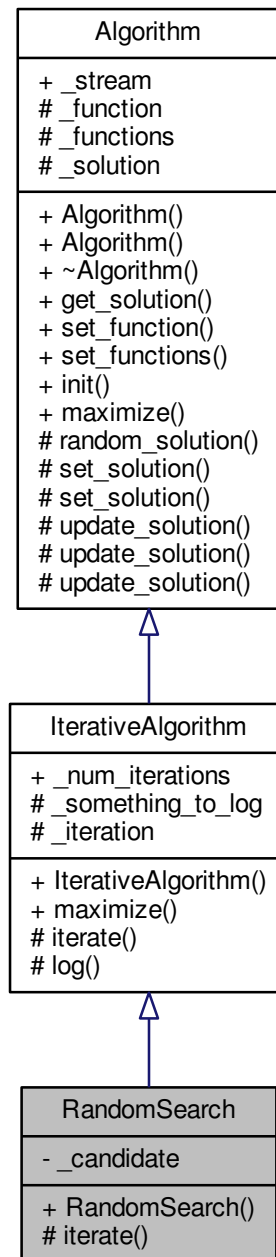 Algorithm
+ _stream
# _function
# _functions
# _solution
+ Algorithm()
+ Algorithm()
+ ~Algorithm()
+ get_solution()
+ set_function()
+ set_functions()
+ init()
+ maximize()
# random_solution()
# set_solution()
# set_solution()
# update_solution()
# update_solution()
# update_solution()
IterativeAlgorithm
+ _num_iterations
# _something_to_log
# _iteration
+ IterativeAlgorithm()
+ maximize()
# iterate()
# log()
RandomSearch
- _candidate
+ RandomSearch()
# iterate()